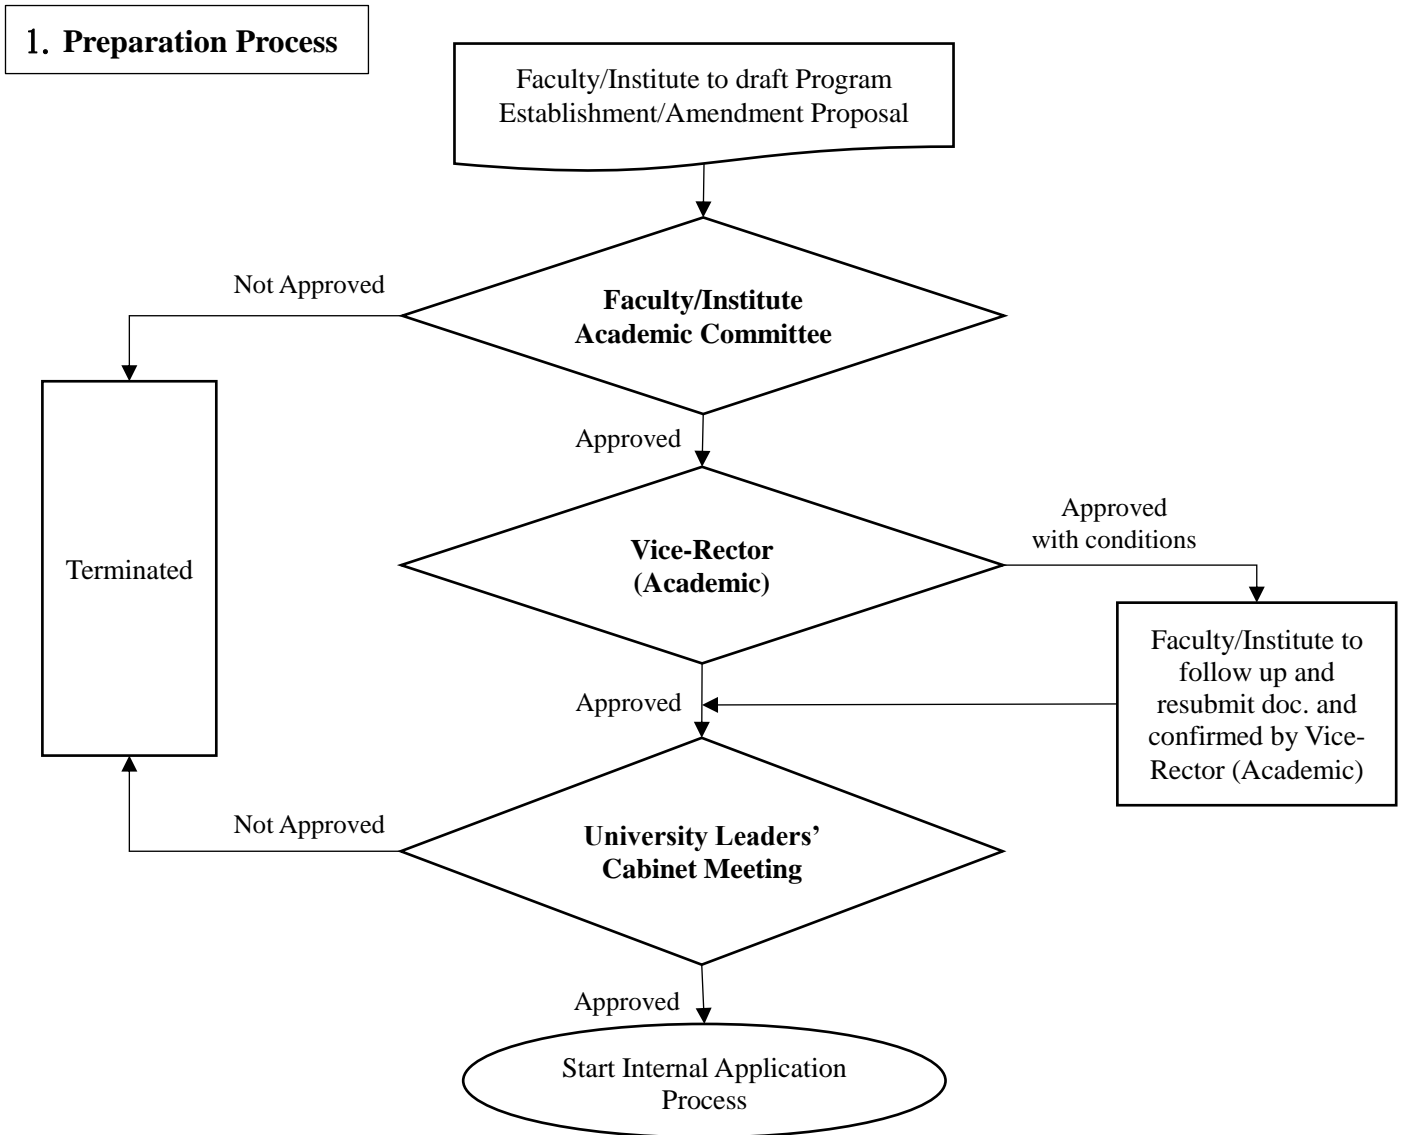 1. Preparation Process
Faculty/Institute to draft Program
Establishment/Amendment Proposal
Not Approved
Faculty/Institute
Academic Committee
Approved
Terminated
Vice-Rector
(Academic)
Approved
with conditions
Faculty/Institute to
follow up and
resubmit doc. and
confirmed by Vice-
Rector (Academic)
Approved
Not Approved
University Leaders’
Cabinet Meeting
Approved
Start Internal Application
Process